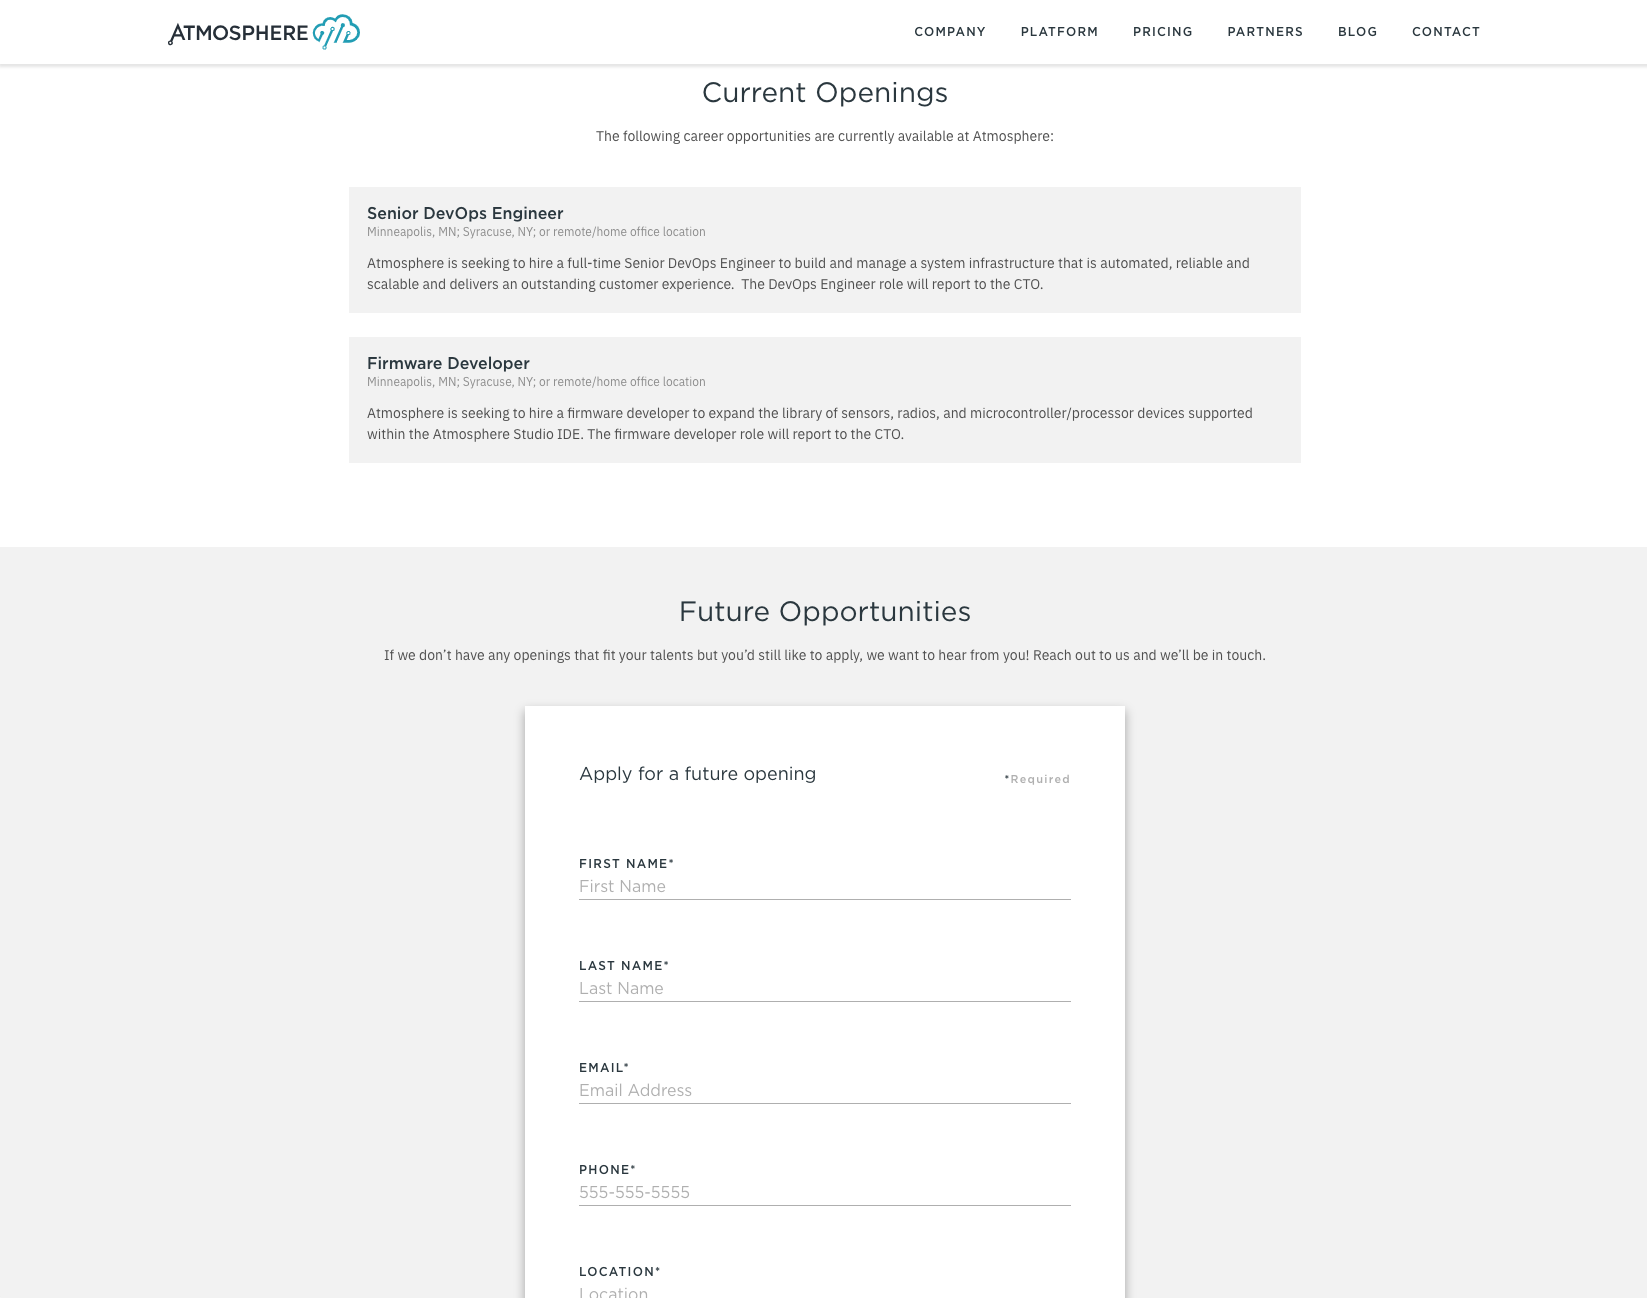 ATMOSPHERE
COMPANY PLATFORM PRICING PARTNERS BLOG CONTACT
Current Openings
The following career opportunities are currently available at Atmosphere:
Senior DevOps Engineer
Minneapolis, MN; Syracuse, NY; or remote/home office location
Atmosphere is seeking to hire a full-time Senior DevOps Engineer to build and manage a system infrastructure that is automated, reliable and
scalable and delivers an outstanding customer experience.  The DevOps Engineer role will report to the CTO.
Firmware Developer
Minneapolis, MN; Syracuse, NY; or remote/home office location
Atmosphere is seeking to hire a firmware developer to expand the library of sensors, radios, and microcontroller/processor devices supported
within the Atmosphere Studio IDE. The firmware developer role will report to the CTO.
Future Opportunities
If we don’t have any openings that fit your talents but you’d still like to apply, we want to hear from you! Reach out to us and we’ll be in touch.
Apply for a future opening
*Required
FIRST NAME*
First Name
LAST NAME*
Last Name
EMAIL*
Email Address
PHONE*
555-555-5555
LOCATION*
Location